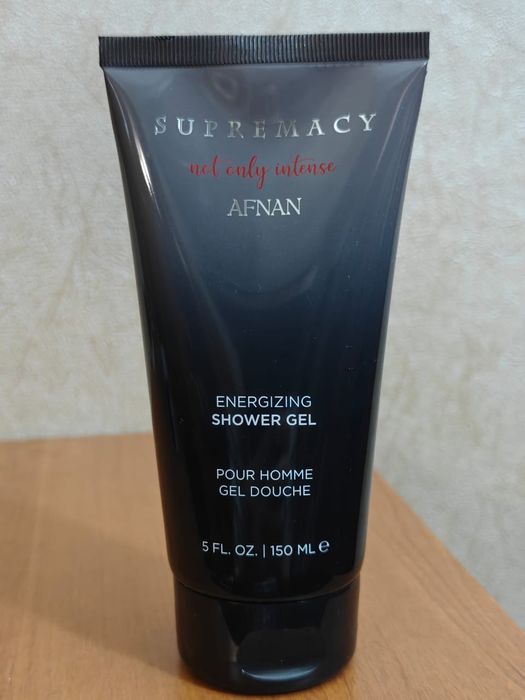 SUPREMACY
not only intense
AFNAN
ENERGIZING
SHOWER GEL
POUR HOMME
GEL DOUCHE
5 FL. OZ. | 150 ML ℮